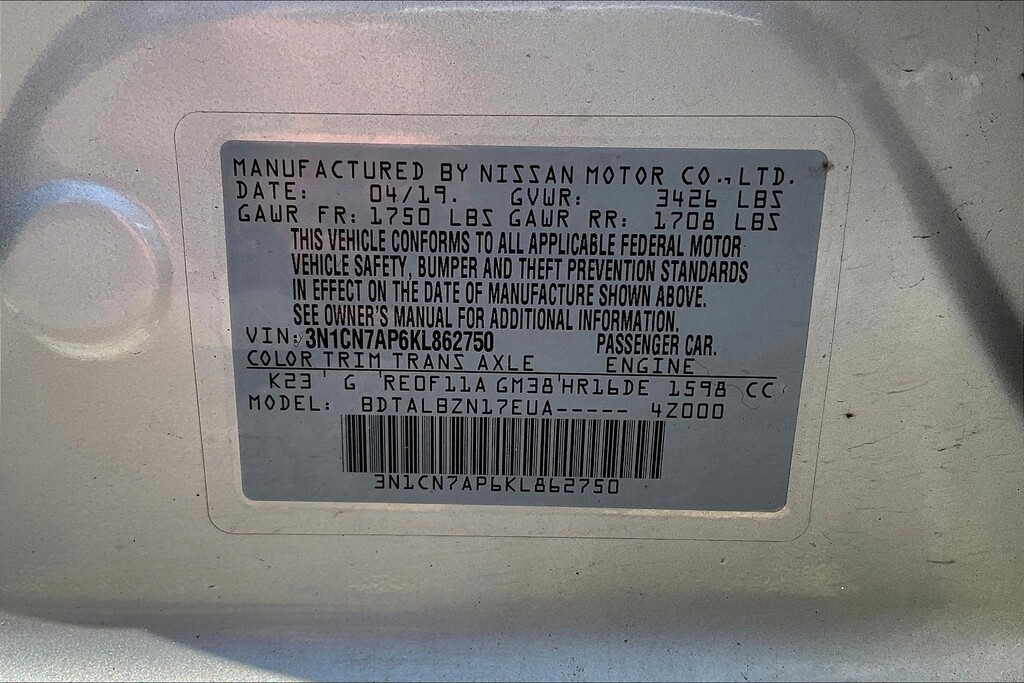 MANUFACTURED BY NISSAN MOTOR CO., LTD.
DATE: 04/19. GVWR: 3426 LBS
GAWR FR: 1750 LBS GAWR RR: 1708 LBS
THIS VEHICLE CONFORMS TO ALL APPLICABLE FEDERAL MOTOR
VEHICLE SAFETY, BUMPER AND THEFT PREVENTION STANDARDS
IN EFFECT ON THE DATE OF MANUFACTURE SHOWN ABOVE.
SEE OWNER'S MANUAL FOR ADDITIONAL INFORMATION.
VIN: 3N1CN7AP6KL862750 PASSENGER CAR.
COLOR TRIM TRANS AXLE ENGINE
K23 ' G 'RE0F11A GM38'HR16DE 1598 CC
MODEL: BDTALBZN17EUA----- 4Z000
3N1CN7AP6KL862750